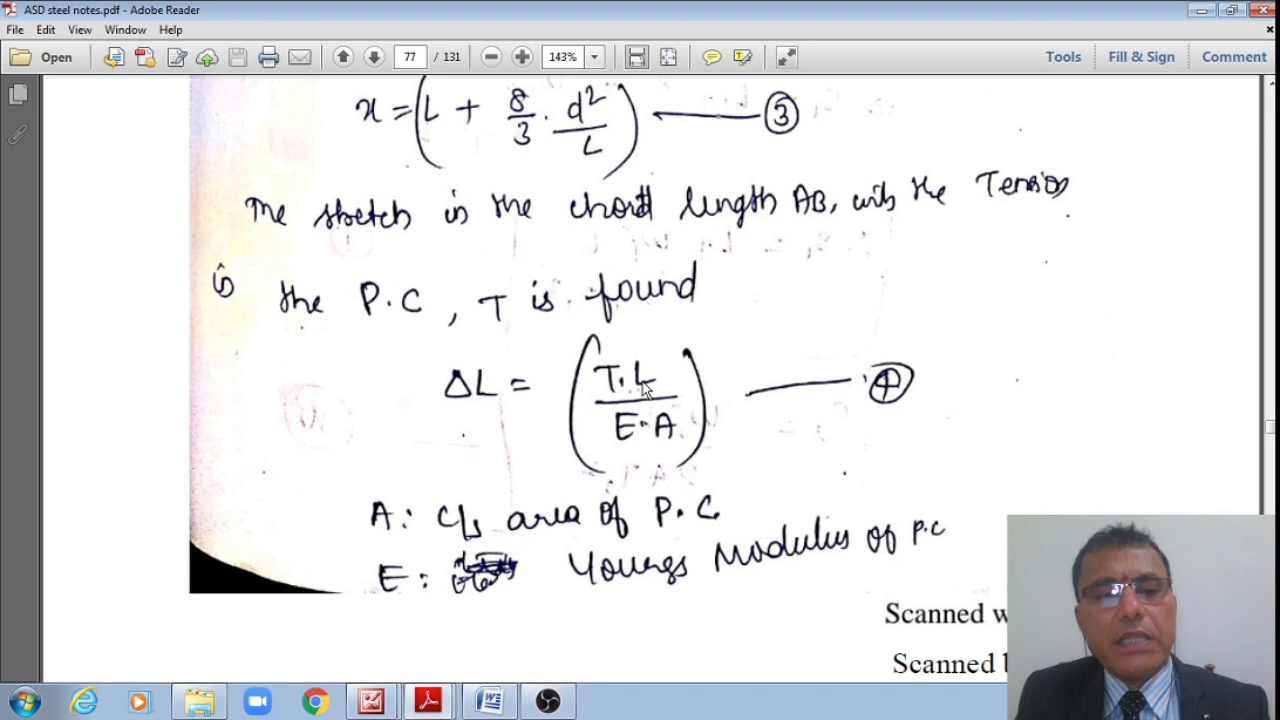 ASD steel notes.pdf - Adobe Reader
File Edit View Window Help
Open 77 / 131 143% Tools Fill & Sign Comment
x = (L + 8/3 . d²/L) ③
The stretch in the chord length AB, with the Tension
in the P.C, T is found
ΔL = (T.L / E.A) ④
A: C/s area of P.C.
E: Youngs Modulus of P.C
Scanned w
Scanned b